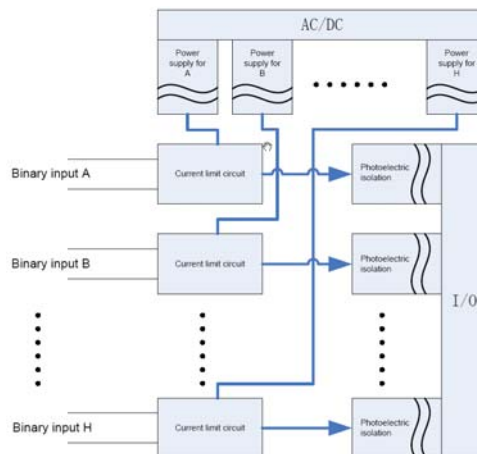 AC/DC
Power
supply for
A
Power
supply for
B
Power
supply for
H
Binary input A
Current limit circuit
Photoelectric
isolation
Binary input B
Current limit circuit
Photoelectric
isolation
I/O
Binary input H
Current limit circuit
Photoelectric
isolation